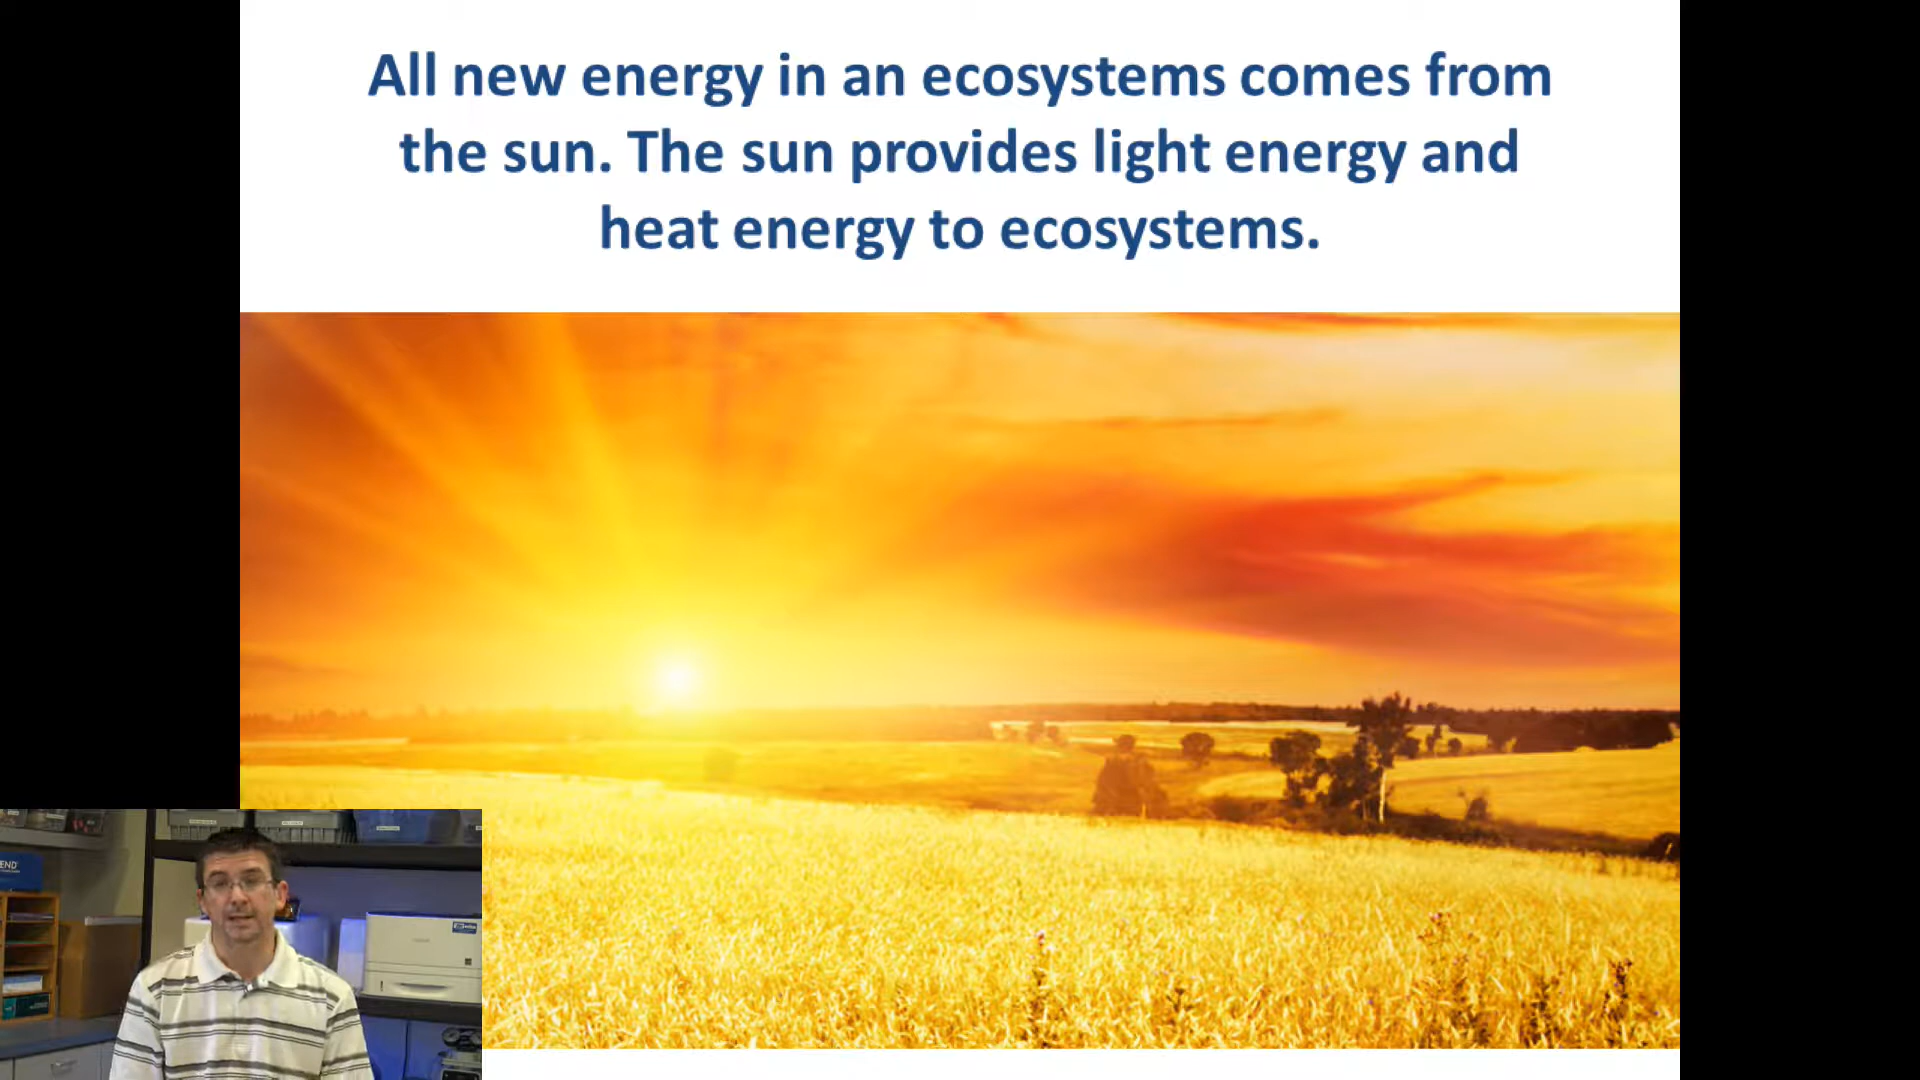 All new energy in an ecosystems comes from
the sun. The sun provides light energy and
heat energy to ecosystems.
END